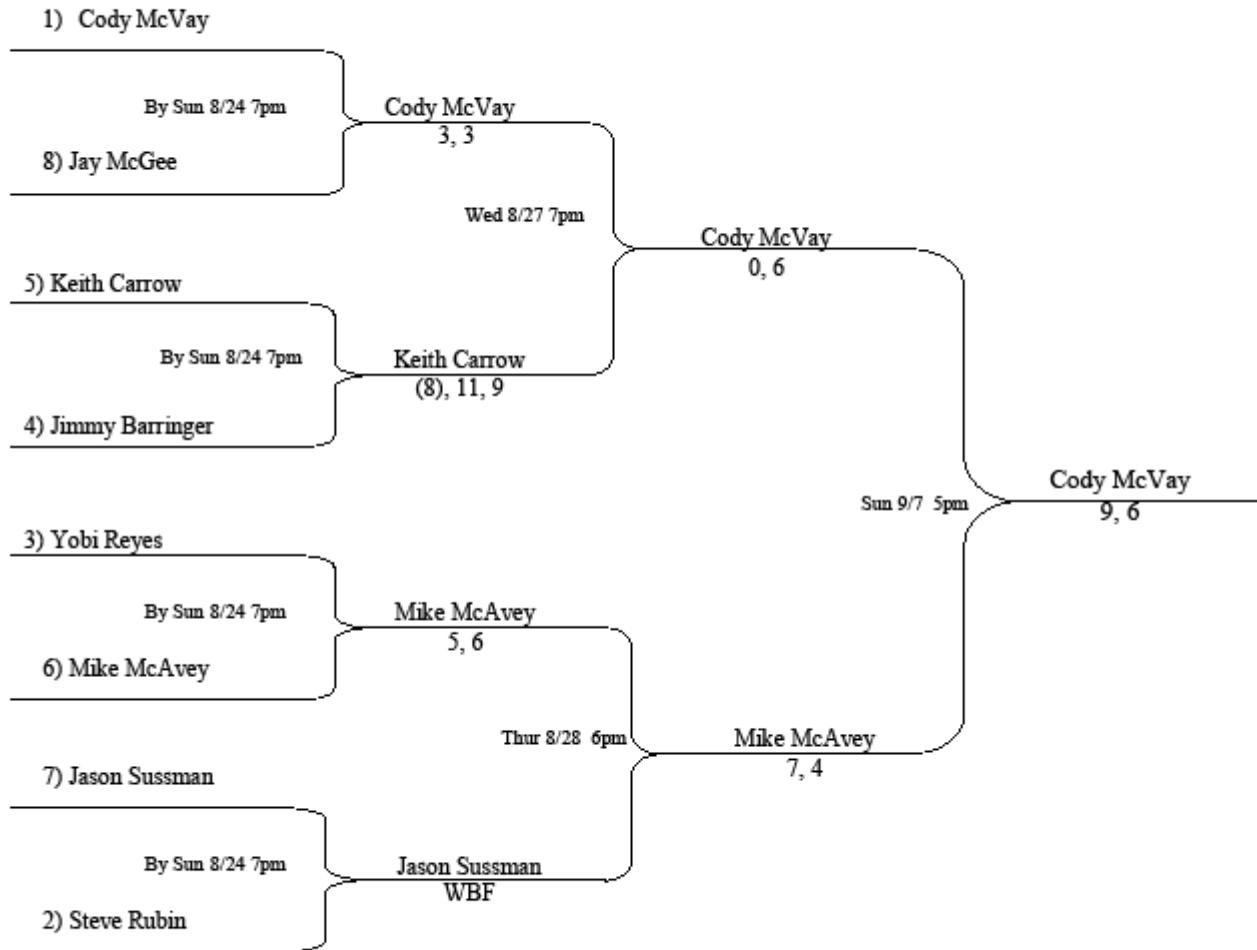 1) Cody McVay
By Sun 8/24 7pm
Cody McVay
3, 3
8) Jay McGee
Wed 8/27 7pm
Cody McVay
0, 6
5) Keith Carrow
By Sun 8/24 7pm
Keith Carrow
(8), 11, 9
4) Jimmy Barringer
Sun 9/7 5pm
Cody McVay
9, 6
3) Yobi Reyes
By Sun 8/24 7pm
Mike McAvey
5, 6
6) Mike McAvey
Thur 8/28 6pm
Mike McAvey
7, 4
7) Jason Sussman
By Sun 8/24 7pm
Jason Sussman
WBF
2) Steve Rubin